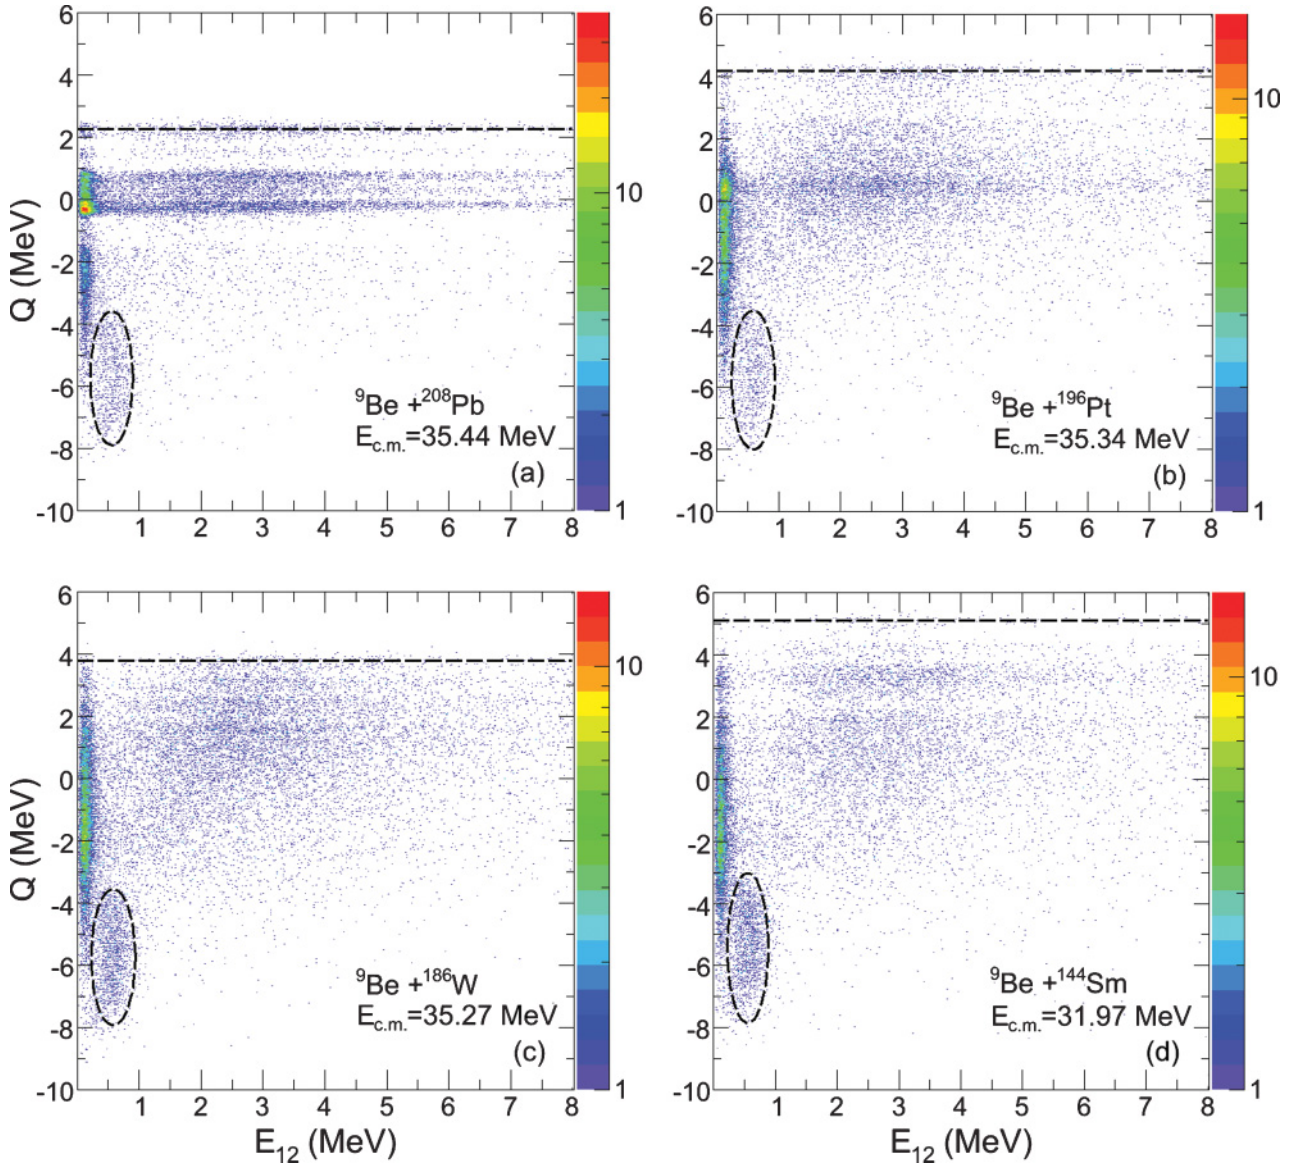 6
4
2
0
-2
-4
-6
-8
-10
Q (MeV)
⁹Be +²⁰⁸Pb
E_c.m.=35.44 MeV
(a)
1 2 3 4 5 6 7 8
10
1
6
4
2
0
-2
-4
-6
-8
-10
⁹Be +¹⁹⁶Pt
E_c.m.=35.34 MeV
(b)
1 2 3 4 5 6 7 8
10
1
6
4
2
0
-2
-4
-6
-8
-10
Q (MeV)
⁹Be +¹⁸⁶W
E_c.m.=35.27 MeV
(c)
1 2 3 4 5 6 7 8
E₁₂ (MeV)
10
1
6
4
2
0
-2
-4
-6
-8
-10
⁹Be +¹⁴⁴Sm
E_c.m.=31.97 MeV
(d)
1 2 3 4 5 6 7 8
E₁₂ (MeV)
10
1